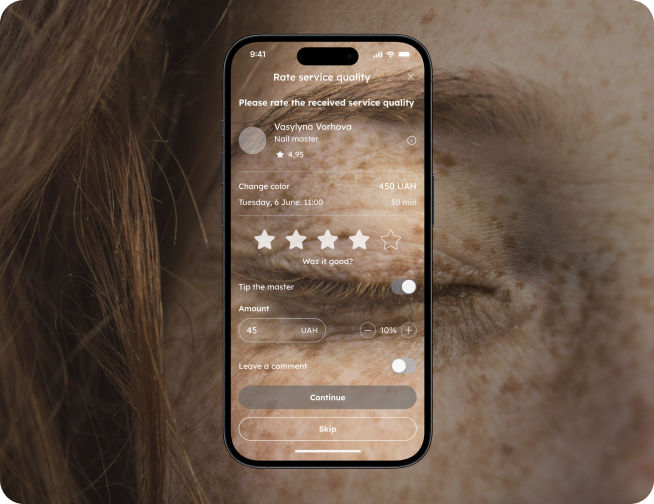 9:41
Rate service quality
Please rate the received service quality
Vasylyna Vorhova
Nail master
4,95
Change color 450 UAH
Tuesday, 6 June. 11:00 50 min
Was it good?
Tip the master
Amount
45 UAH 10%
Leave a comment
Continue
Skip